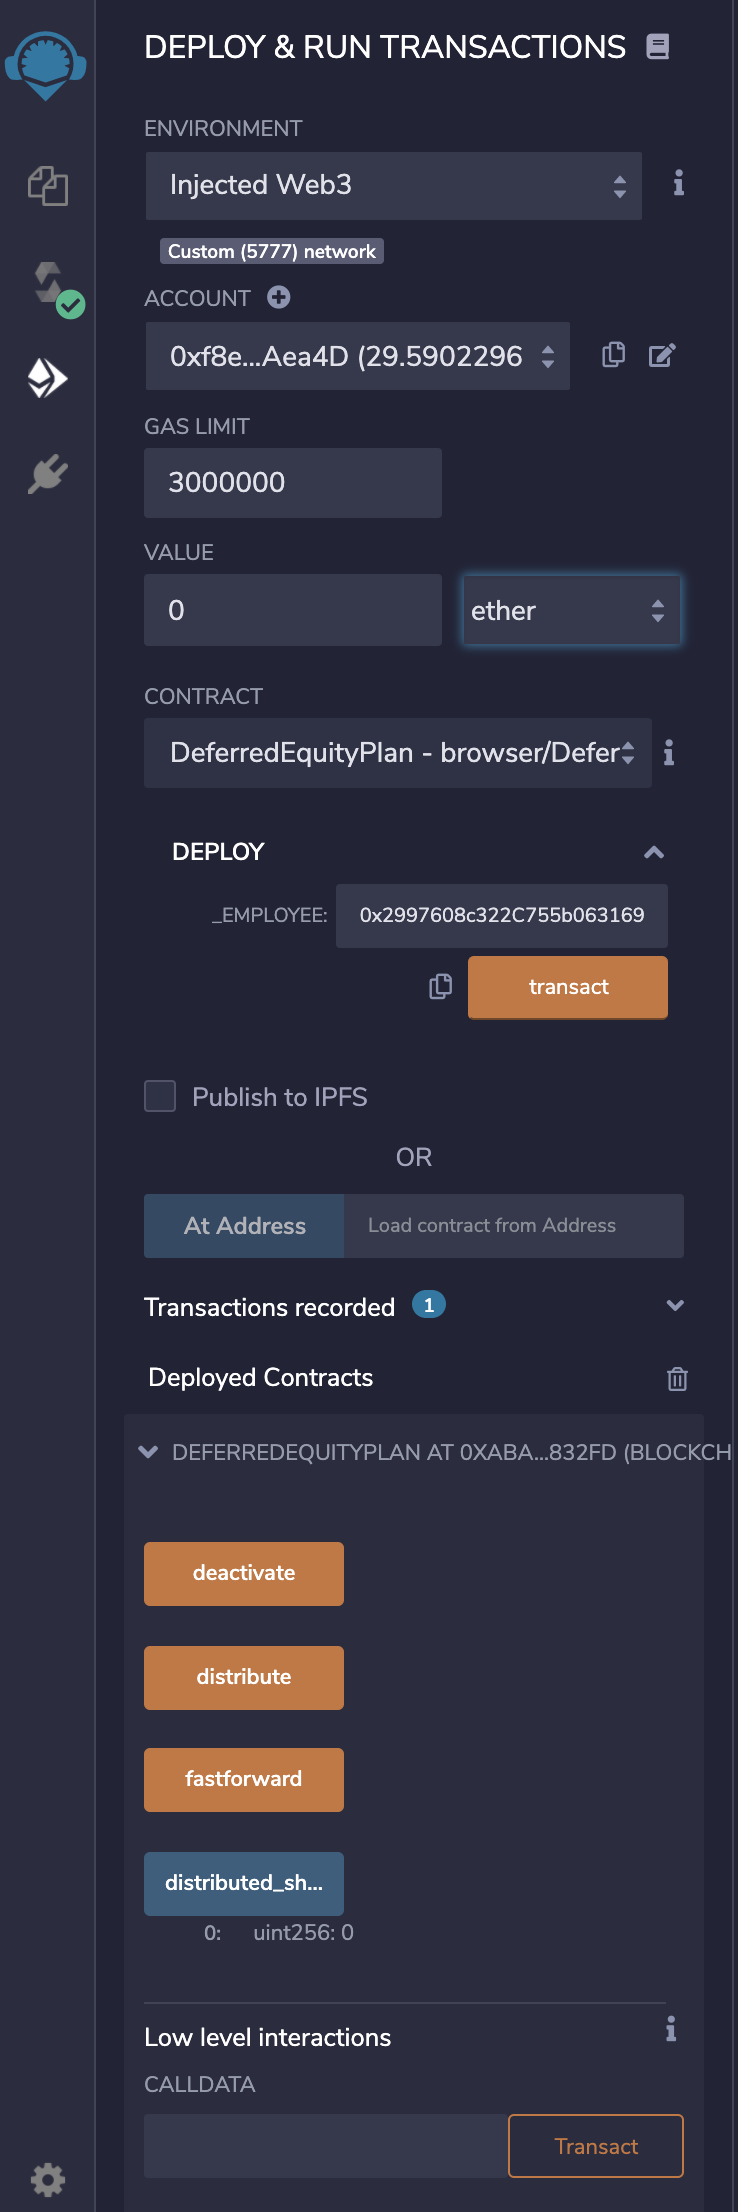 DEPLOY & RUN TRANSACTIONS
ENVIRONMENT
Injected Web3
Custom (5777) network
ACCOUNT
0xf8e...Aea4D (29.5902296
GAS LIMIT
3000000
VALUE
0
ether
CONTRACT
DeferredEquityPlan - browser/Defer
DEPLOY
_EMPLOYEE:
0x2997608c322C755b063169
transact
Publish to IPFS
OR
At Address
Load contract from Address
Transactions recorded 1
Deployed Contracts
DEFERREDEQUITYPLAN AT 0XABA...832FD (BLOCKCH
deactivate
distribute
fastforward
distributed_sh...
0: uint256: 0
Low level interactions
CALLDATA
Transact